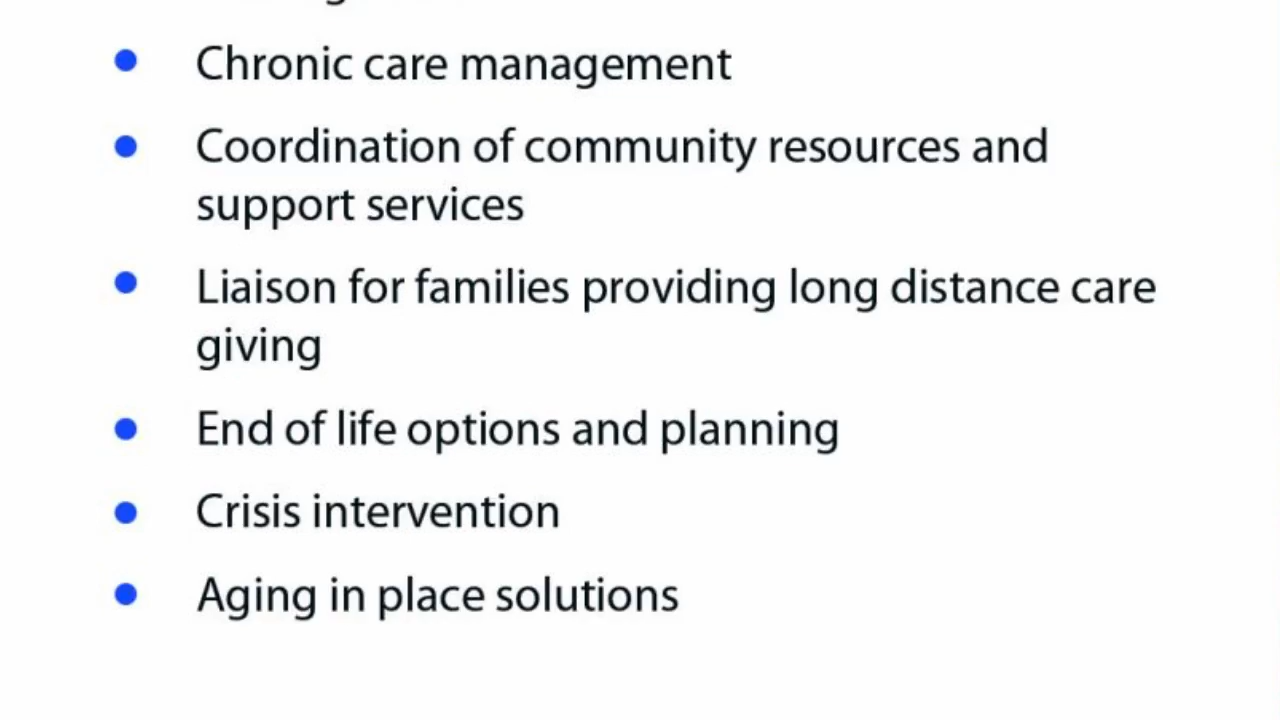 Chronic care management
Coordination of community resources and
support services
Liaison for families providing long distance care
giving
End of life options and planning
Crisis intervention
Aging in place solutions